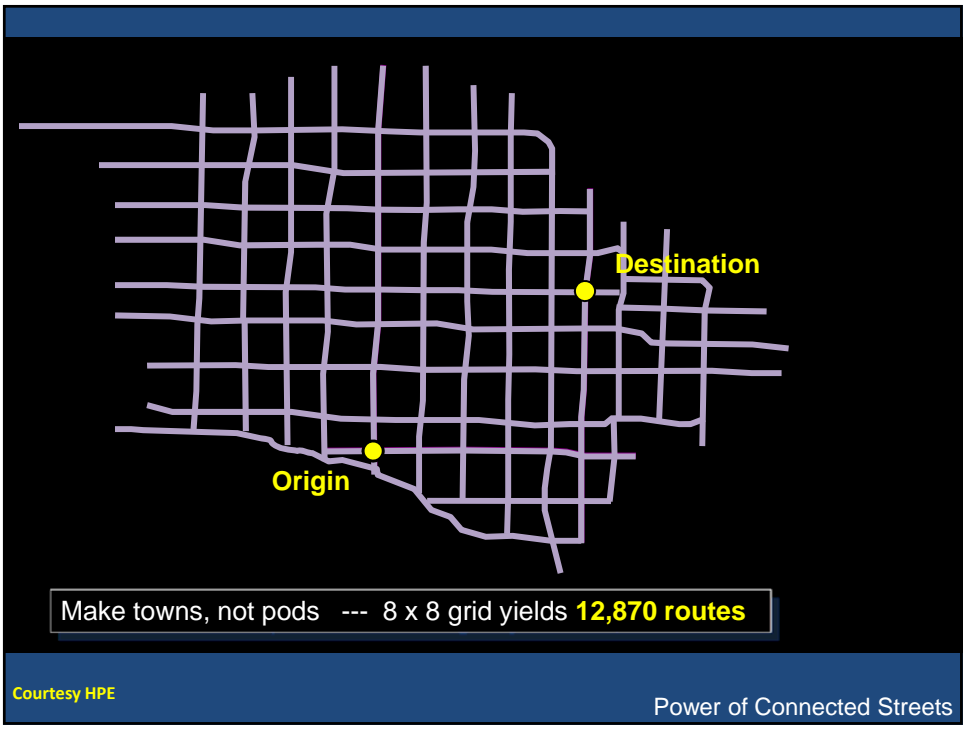 Destination
Origin
Make towns, not pods --- 8 x 8 grid yields 12,870 routes
Courtesy HPE
Power of Connected Streets